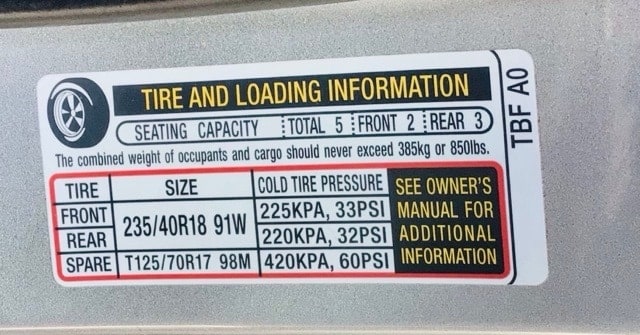 TIRE AND LOADING INFORMATION
SEATING CAPACITY TOTAL 5 FRONT 2 REAR 3
The combined weight of occupants and cargo should never exceed 385kg or 850lbs.
TIRE SIZE COLD TIRE PRESSURE SEE OWNER'S
FRONT 235/40R18 91W 225KPA, 33PSI MANUAL FOR
REAR 220KPA, 32PSI ADDITIONAL
SPARE T125/70R17 98M 420KPA, 60PSI INFORMATION
TBF A0